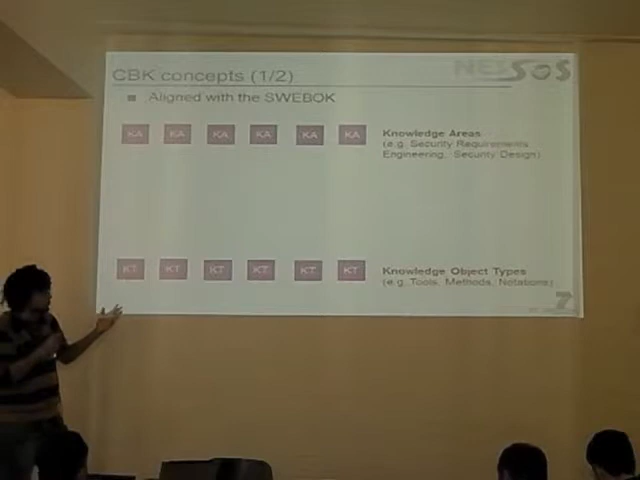 CBK concepts (1/2)
NESSOS
Aligned with the SWEBOK
KA KA KA KA KA KA
Knowledge Areas
(e.g. Security Requirements
Engineering, Security Design)
KT KT KT KT KT KT
Knowledge Object Types
(e.g. Tools, Methods, Notations)
7